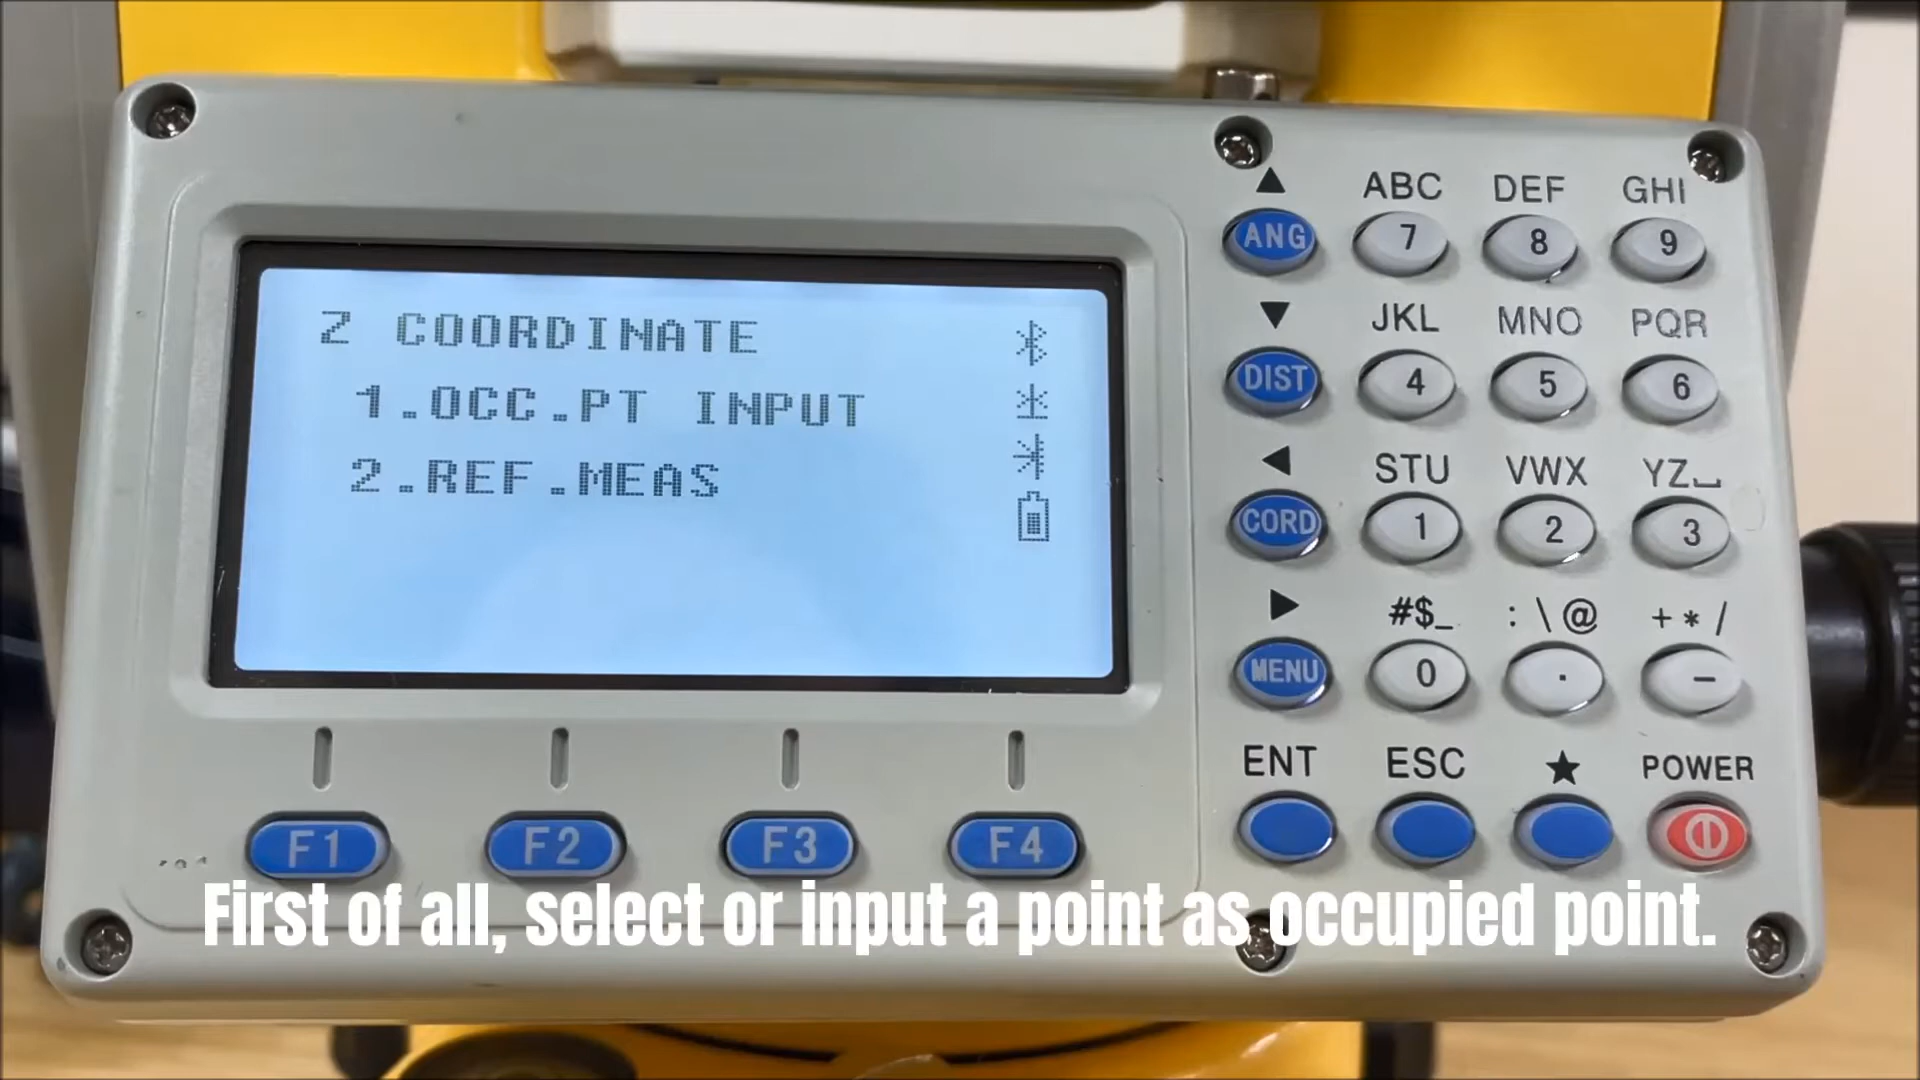 Z COORDINATE
1.OCC.PT INPUT
2.REF.MEAS
ABC DEF GHI
ANG 7 8 9
JKL MNO PQR
DIST 4 5 6
STU VWX YZ⎵
CORD 1 2 3
#$_ :\@ +*/
MENU 0 . -
ENT ESC ★ POWER
F1 F2 F3 F4
First of all, select or input a point as occupied point.